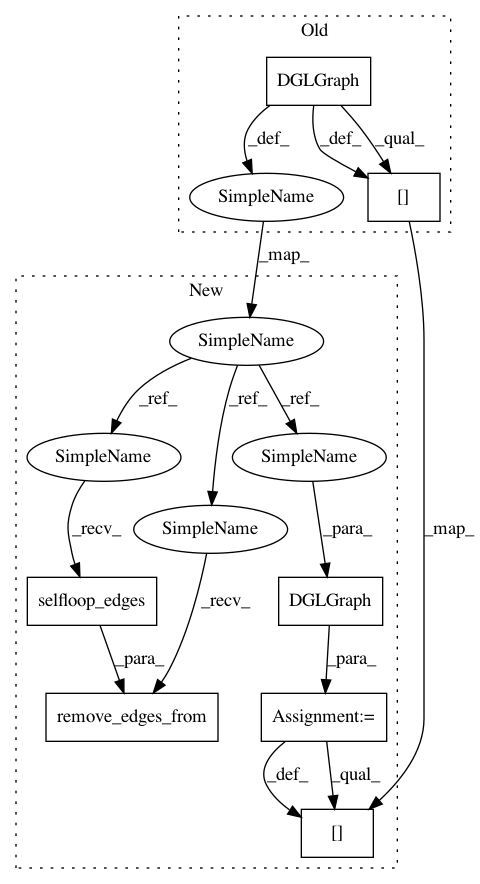 Old
DGLGraph
_def_
_def_
_qual_
SimpleName
[]
_map_
New
SimpleName
_ref_
_ref_
_ref_
SimpleName
SimpleName
SimpleName
_recv_
_para_
_map_
selfloop_edges
_recv_
DGLGraph
_para_
_para_
remove_edges_from
Assignment:=
_def_
_qual_
[]